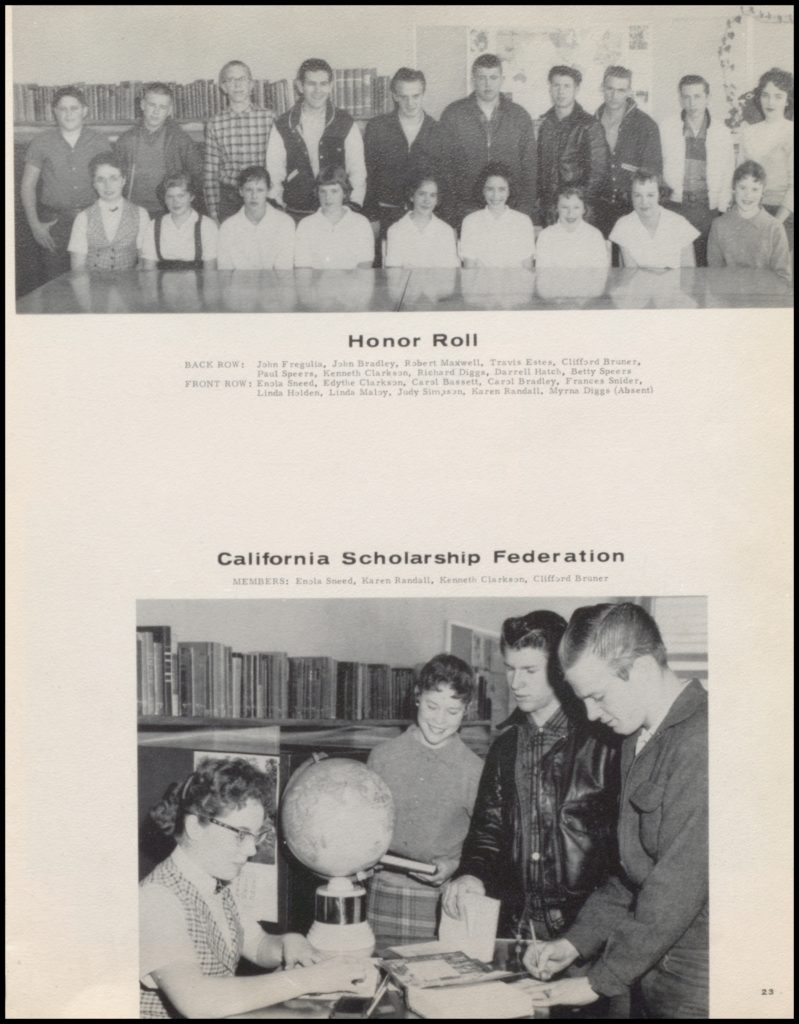 Honor Roll
BACK ROW: John Fregulia, John Bradley, Robert Maxwell, Travis Estes, Clifford Bruner,
Paul Speers, Kenneth Clarkson, Richard Diggs, Darrell Hatch, Betty Speers
FRONT ROW: Enola Sneed, Edythe Clarkson, Carol Bassett, Carol Bradley, Frances Snider,
Linda Holden, Linda Maloy, Judy Simpson, Karen Randall, Myrna Diggs (Absent)
California Scholarship Federation
MEMBERS: Enola Sneed, Karen Randall, Kenneth Clarkson, Clifford Bruner
23